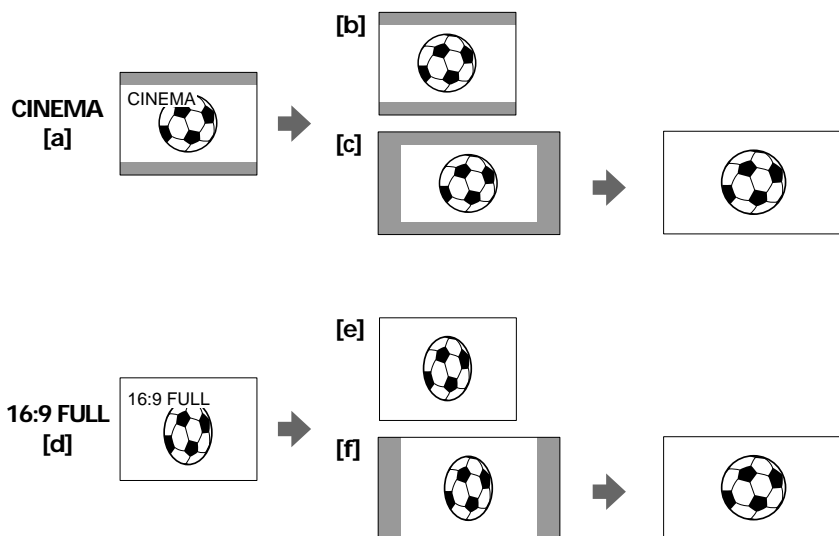 [b]
CINEMA
CINEMA
[a]
[c]
[e]
16:9 FULL
16:9 FULL
[d]
[f]